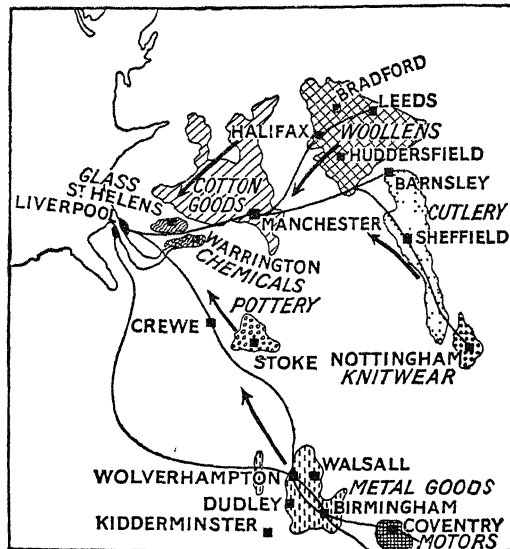 BRADFORD
LEEDS
HALIFAX
WOOLLENS
HUDDERSFIELD
GLASS
ST HELENS
LIVERPOOL
COTTON
GOODS
BARNSLEY
MANCHESTER
CUTLERY
SHEFFIELD
WARRINGTON
CHEMICALS
POTTERY
CREWE
STOKE
NOTTINGHAM
KNITWEAR
WALSALL
WOLVERHAMPTON
METAL GOODS
DUDLEY
BIRMINGHAM
KIDDERMINSTER
COVENTRY
MOTORS